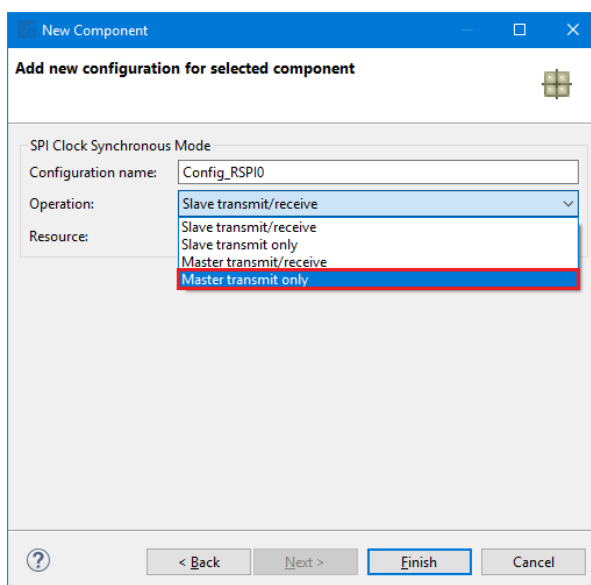 New Component
Add new configuration for selected component
SPI Clock Synchronous Mode
Configuration name: Config_RSPI0
Operation: Slave transmit/receive
Slave transmit/receive
Resource:
Slave transmit only
Master transmit/receive
Master transmit only
? < Back Next > Finish Cancel